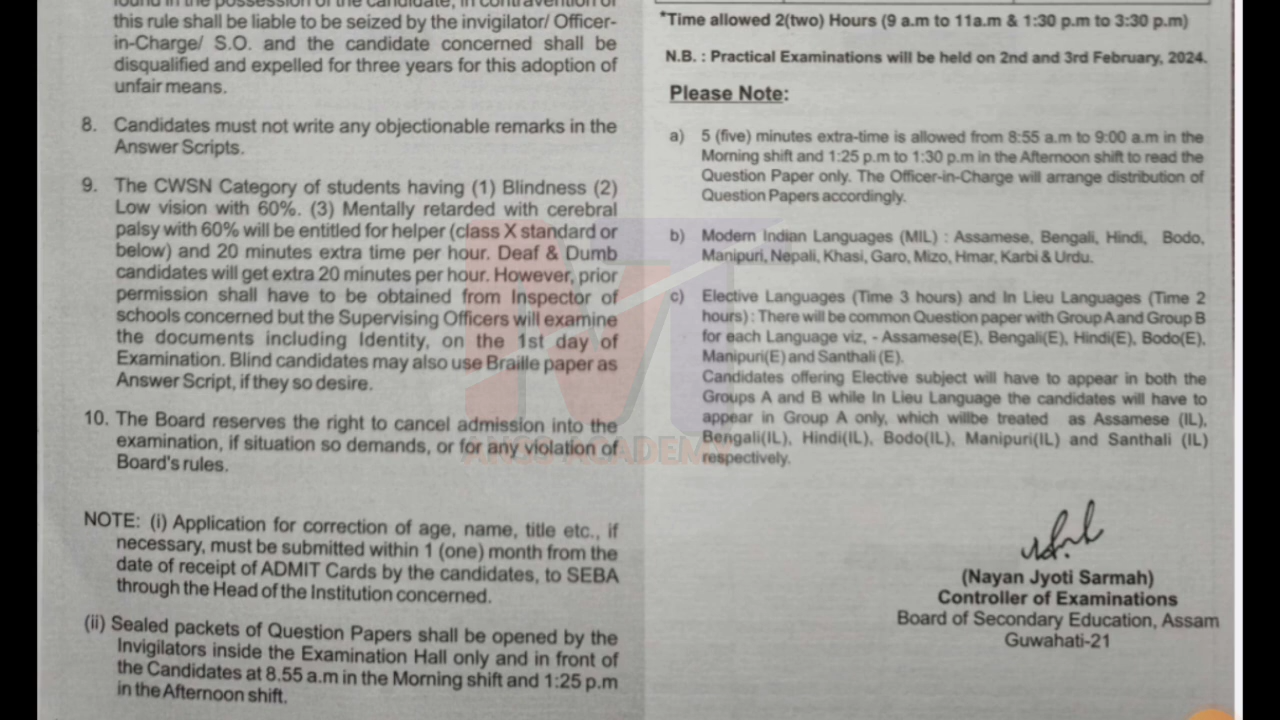 found in the possession of the candidate, in contravention of
this rule shall be liable to be seized by the invigilator/ Officer-
in-Charge/ S.O. and the candidate concerned shall be
disqualified and expelled for three years for this adoption of
unfair means.
8. Candidates must not write any objectionable remarks in the
Answer Scripts.
9. The CWSN Category of students having (1) Blindness (2)
Low vision with 60%. (3) Mentally retarded with cerebral
palsy with 60% will be entitled for helper (class X standard or
below) and 20 minutes extra time per hour. Deaf & Dumb
candidates will get extra 20 minutes per hour. However, prior
permission shall have to be obtained from Inspector of
schools concerned but the Supervising Officers will examine
the documents including Identity, on the 1st day of
Examination. Blind candidates may also use Braille paper as
Answer Script, if they so desire.
10. The Board reserves the right to cancel admission into the
examination, if situation so demands, or for any violation of
Board's rules.
NOTE: (i) Application for correction of age, name, title etc., if
necessary, must be submitted within 1 (one) month from the
date of receipt of ADMIT Cards by the candidates, to SEBA
through the Head of the Institution concerned.
(ii) Sealed packets of Question Papers shall be opened by the
Invigilators inside the Examination Hall only and in front of
the Candidates at 8.55 a.m in the Morning shift and 1:25 p.m
in the Afternoon shift.
*Time allowed 2(two) Hours (9 a.m to 11a.m & 1:30 p.m to 3:30 p.m)
N.B. : Practical Examinations will be held on 2nd and 3rd February, 2024.
Please Note:
a) 5 (five) minutes extra-time is allowed from 8:55 a.m to 9:00 a.m in the
Morning shift and 1:25 p.m to 1:30 p.m in the Afternoon shift to read the
Question Paper only. The Officer-in-Charge will arrange distribution of
Question Papers accordingly.
b) Modern Indian Languages (MIL) : Assamese, Bengali, Hindi, Bodo,
Manipuri, Nepali, Khasi, Garo, Mizo, Hmar, Karbi & Urdu.
c) Elective Languages (Time 3 hours) and In Lieu Languages (Time 2
hours) : There will be common Question paper with Group A and Group B
for each Language viz, - Assamese(E), Bengali(E), Hindi(E), Bodo(E),
Manipuri(E) and Santhali (E).
Candidates offering Elective subject will have to appear in both the
Groups A and B while In Lieu Language the candidates will have to
appear in Group A only, which willbe treated as Assamese (IL),
Bengali(IL), Hindi(IL), Bodo(IL), Manipuri(IL) and Santhali (IL)
respectively.
(Nayan Jyoti Sarmah)
Controller of Examinations
Board of Secondary Education, Assam
Guwahati-21